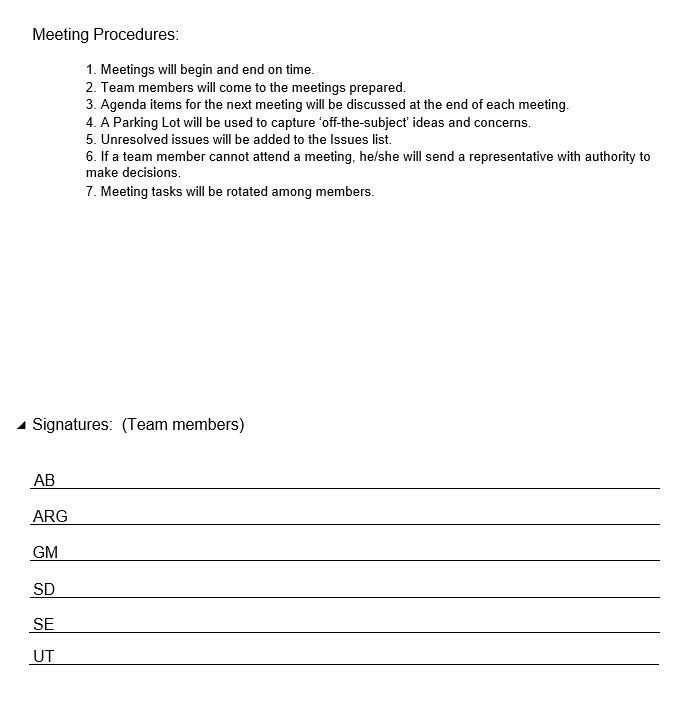 Meeting Procedures:
1. Meetings will begin and end on time.
2. Team members will come to the meetings prepared.
3. Agenda items for the next meeting will be discussed at the end of each meeting.
4. A Parking Lot will be used to capture ‘off-the-subject’ ideas and concerns.
5. Unresolved issues will be added to the Issues list.
6. If a team member cannot attend a meeting, he/she will send a representative with authority to
make decisions.
7. Meeting tasks will be rotated among members.
Signatures:  (Team members)
AB
ARG
GM
SD
SE
UT